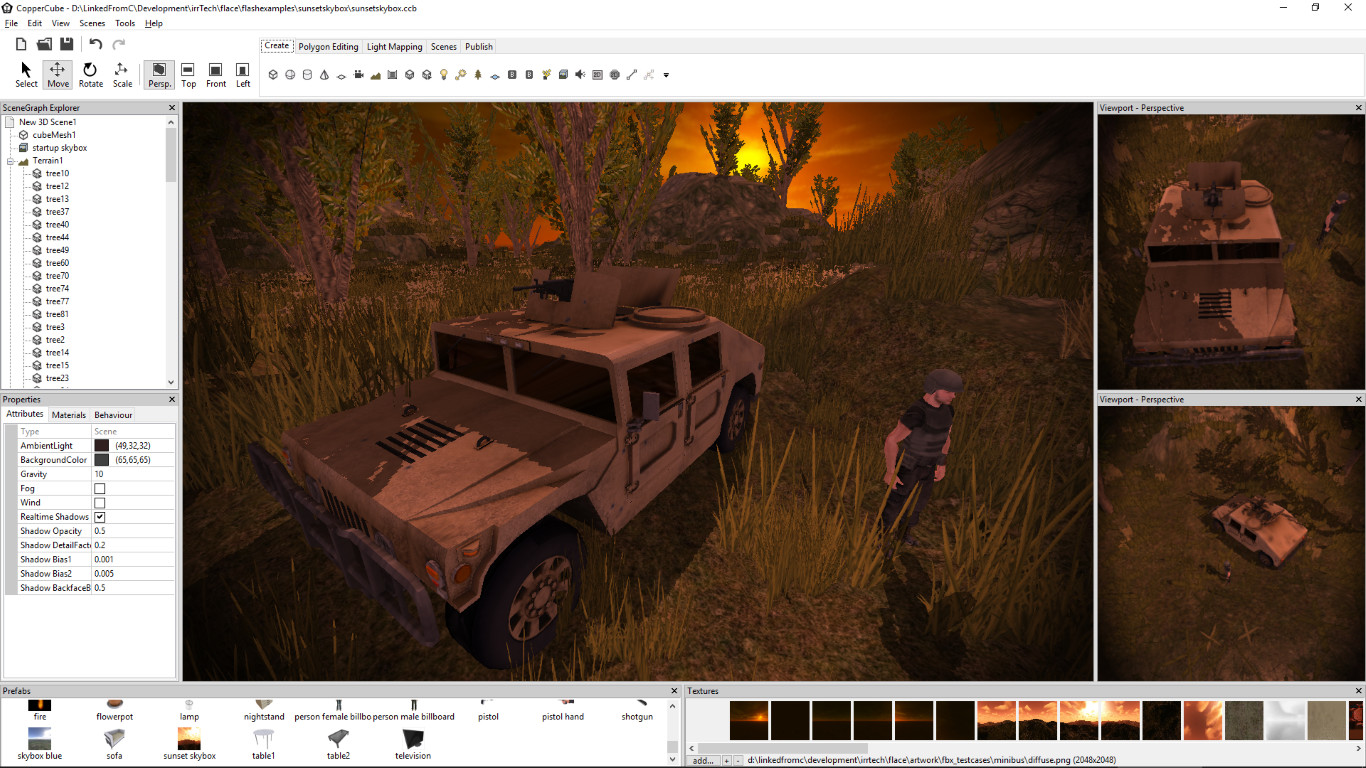 CopperCube - D:\LinkedFromC\Development\irrTech\flace\flashexamples\sunsetskybox\sunsetskybox.ccb
File Edit View Scenes Tools Help
Create Polygon Editing Light Mapping Scenes Publish
Select Move Rotate Scale Persp. Top Front Left
SceneGraph Explorer
New 3D Scene1
cubeMesh1
startup skybox
Terrain1
tree10
tree12
tree13
tree37
tree40
tree44
tree49
tree60
tree70
tree74
tree77
tree81
tree3
tree2
tree14
tree15
tree23
Properties
Attributes Materials Behaviour
Type Scene
AmbientLight (49,32,32)
BackgroundColor (65,65,65)
Gravity 10
Fog
Wind
Realtime Shadows
Shadow Opacity 0.5
Shadow DetailFacto 0.2
Shadow Bias1 0.001
Shadow Bias2 0.005
Shadow BackfaceB 0.5
Viewport - Perspective
Viewport - Perspective
Prefabs
fire flowerpot lamp nightstand person female billbo person male billboard pistol pistol hand shotgun
skybox blue sofa sunset skybox table1 table2 television
Textures
add... + - d:\linkedfromc\development\irrtech\flace\artwork\fbx_testcases\minibus\diffuse.png (2048x2048)